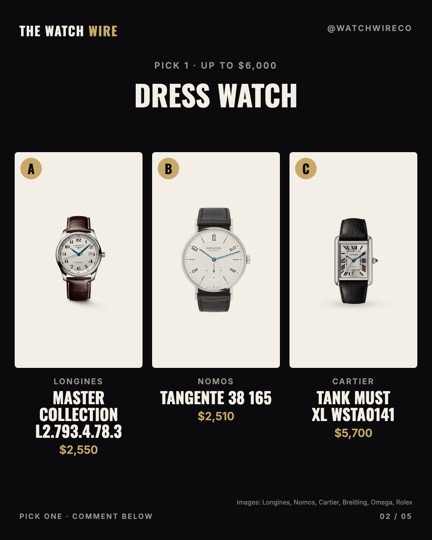 THE WATCH WIRE
@WATCHWIRECO
PICK 1 · UP TO $6,000
DRESS WATCH
A
B
C
LONGINES
MASTER
COLLECTION
L2.793.4.78.3
$2,550
NOMOS
TANGENTE 38 165
$2,510
CARTIER
TANK MUST
XL WSTA0141
$5,700
Images: Longines, Nomos, Cartier, Breitling, Omega, Rolex
PICK ONE · COMMENT BELOW
02 / 05